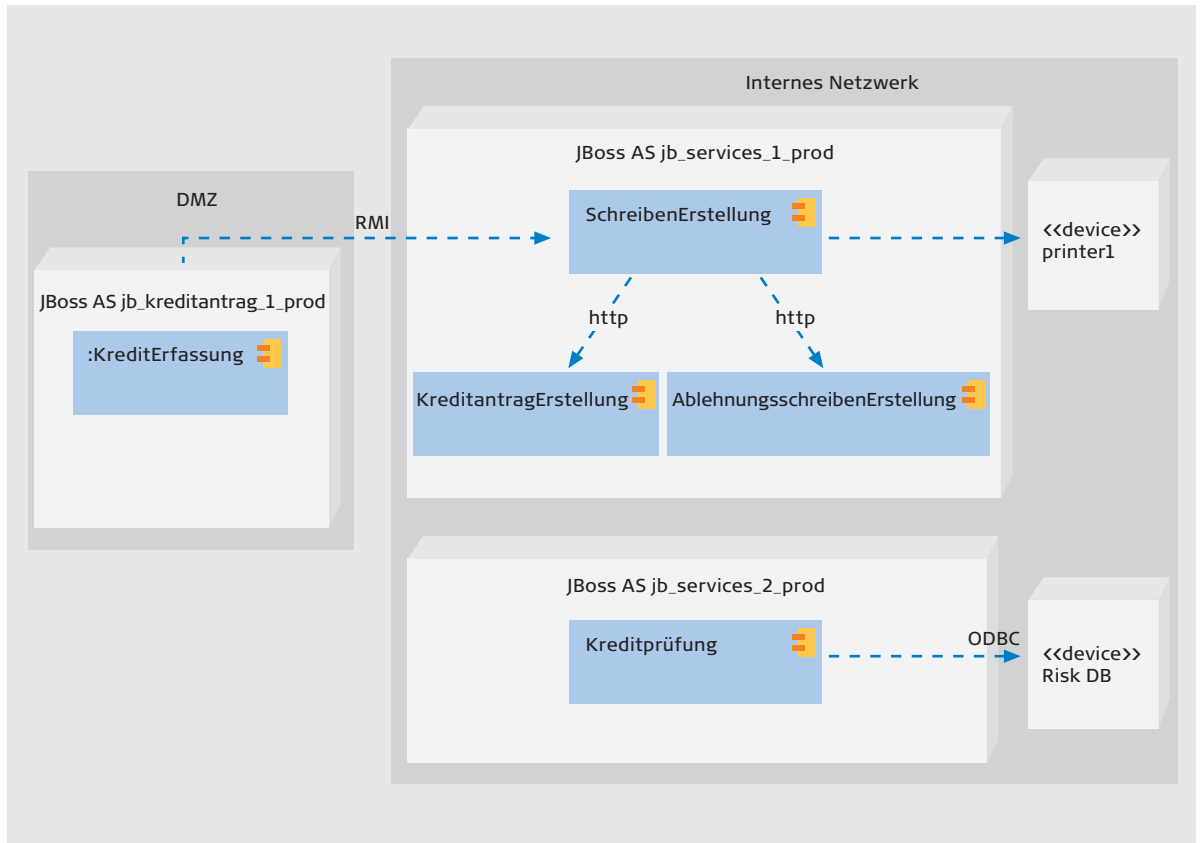 Internes Netzwerk
JBoss AS jb_services_1_prod
DMZ
RMI
SchreibenErstellung
<<device>>
printer1
JBoss AS jb_kreditantrag_1_prod
http
http
:KreditErfassung
KreditantragErstellung
AblehnungsschreibenErstellung
JBoss AS jb_services_2_prod
Kreditprüfung
ODBC
<<device>>
Risk DB